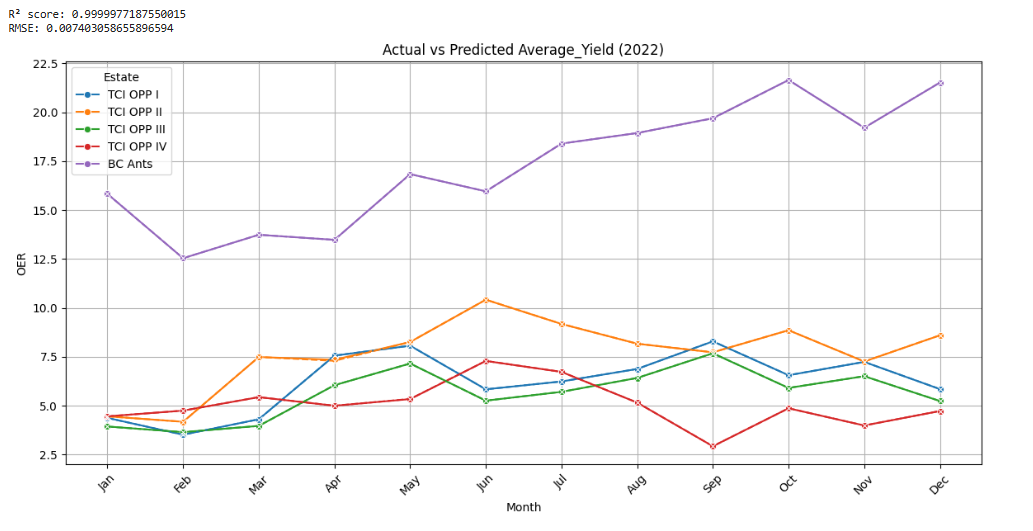 R² score: 0.9999977187550015
RMSE: 0.007403058655896594
Actual vs Predicted Average_Yield (2022)
22.5
20.0
17.5
15.0
12.5
10.0
7.5
5.0
2.5
OER
Estate
TCI OPP I
TCI OPP II
TCI OPP III
TCI OPP IV
BC Ants
Jan
Feb
Mar
Apr
May
Jun
Jul
Aug
Sep
Oct
Nov
Dec
Month